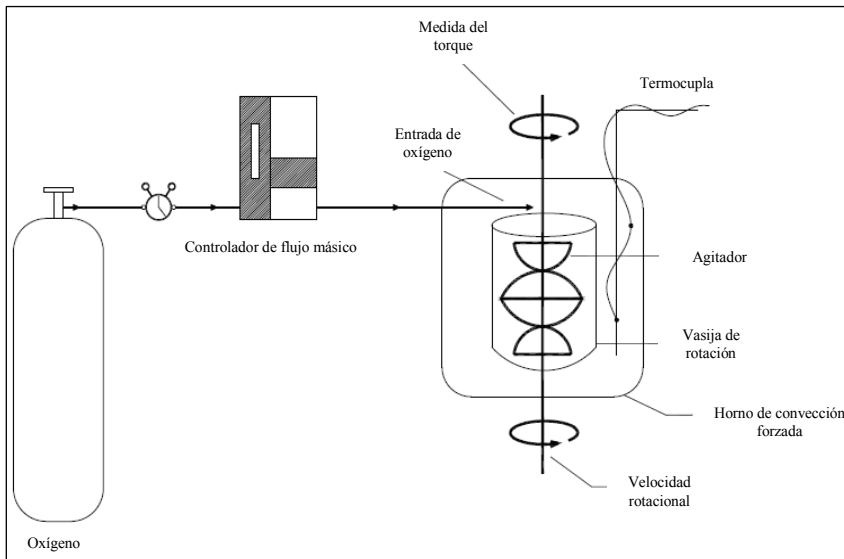 Medida del
torque
Termocupla
Entrada de
oxígeno
Controlador de flujo másico
Agitador
Vasija de
rotación
Horno de convección
forzada
Velocidad
rotacional
Oxígeno